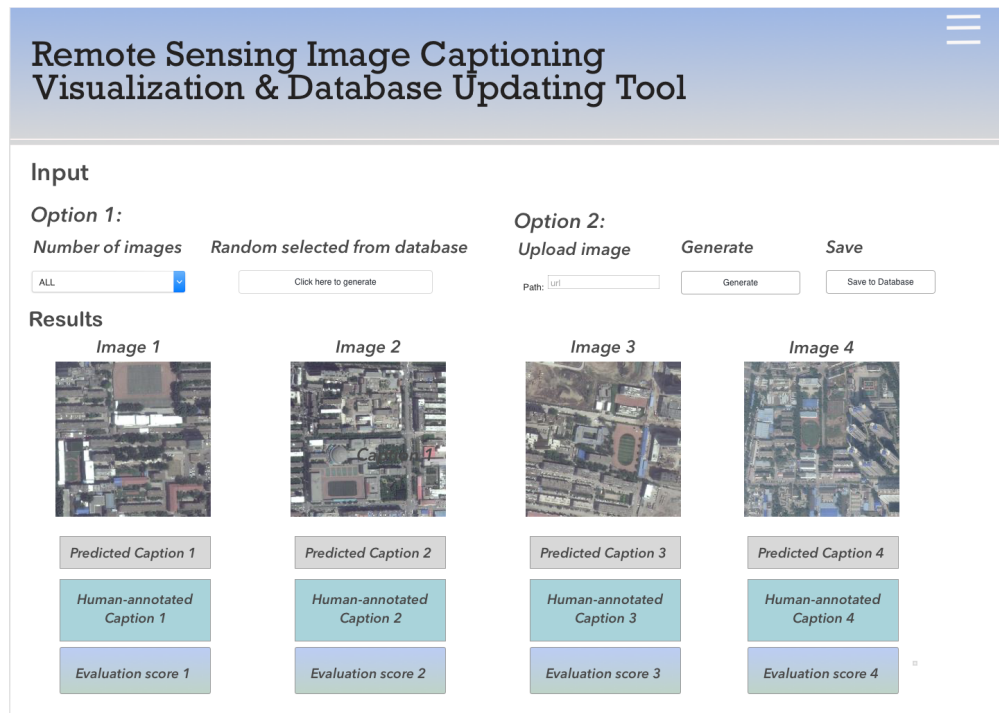 Remote Sensing Image Captioning
Visualization & Database Updating Tool
Input
Option 1:
Number of images
Random selected from database
ALL
Click here to generate
Option 2:
Upload image
Generate
Save
Path:
url
Generate
Save to Database
Results
Image 1
Image 2
Image 3
Image 4
Caption 1
Predicted Caption 1
Predicted Caption 2
Predicted Caption 3
Predicted Caption 4
Human-annotated
Caption 1
Human-annotated
Caption 2
Human-annotated
Caption 3
Human-annotated
Caption 4
Evaluation score 1
Evaluation score 2
Evaluation score 3
Evaluation score 4